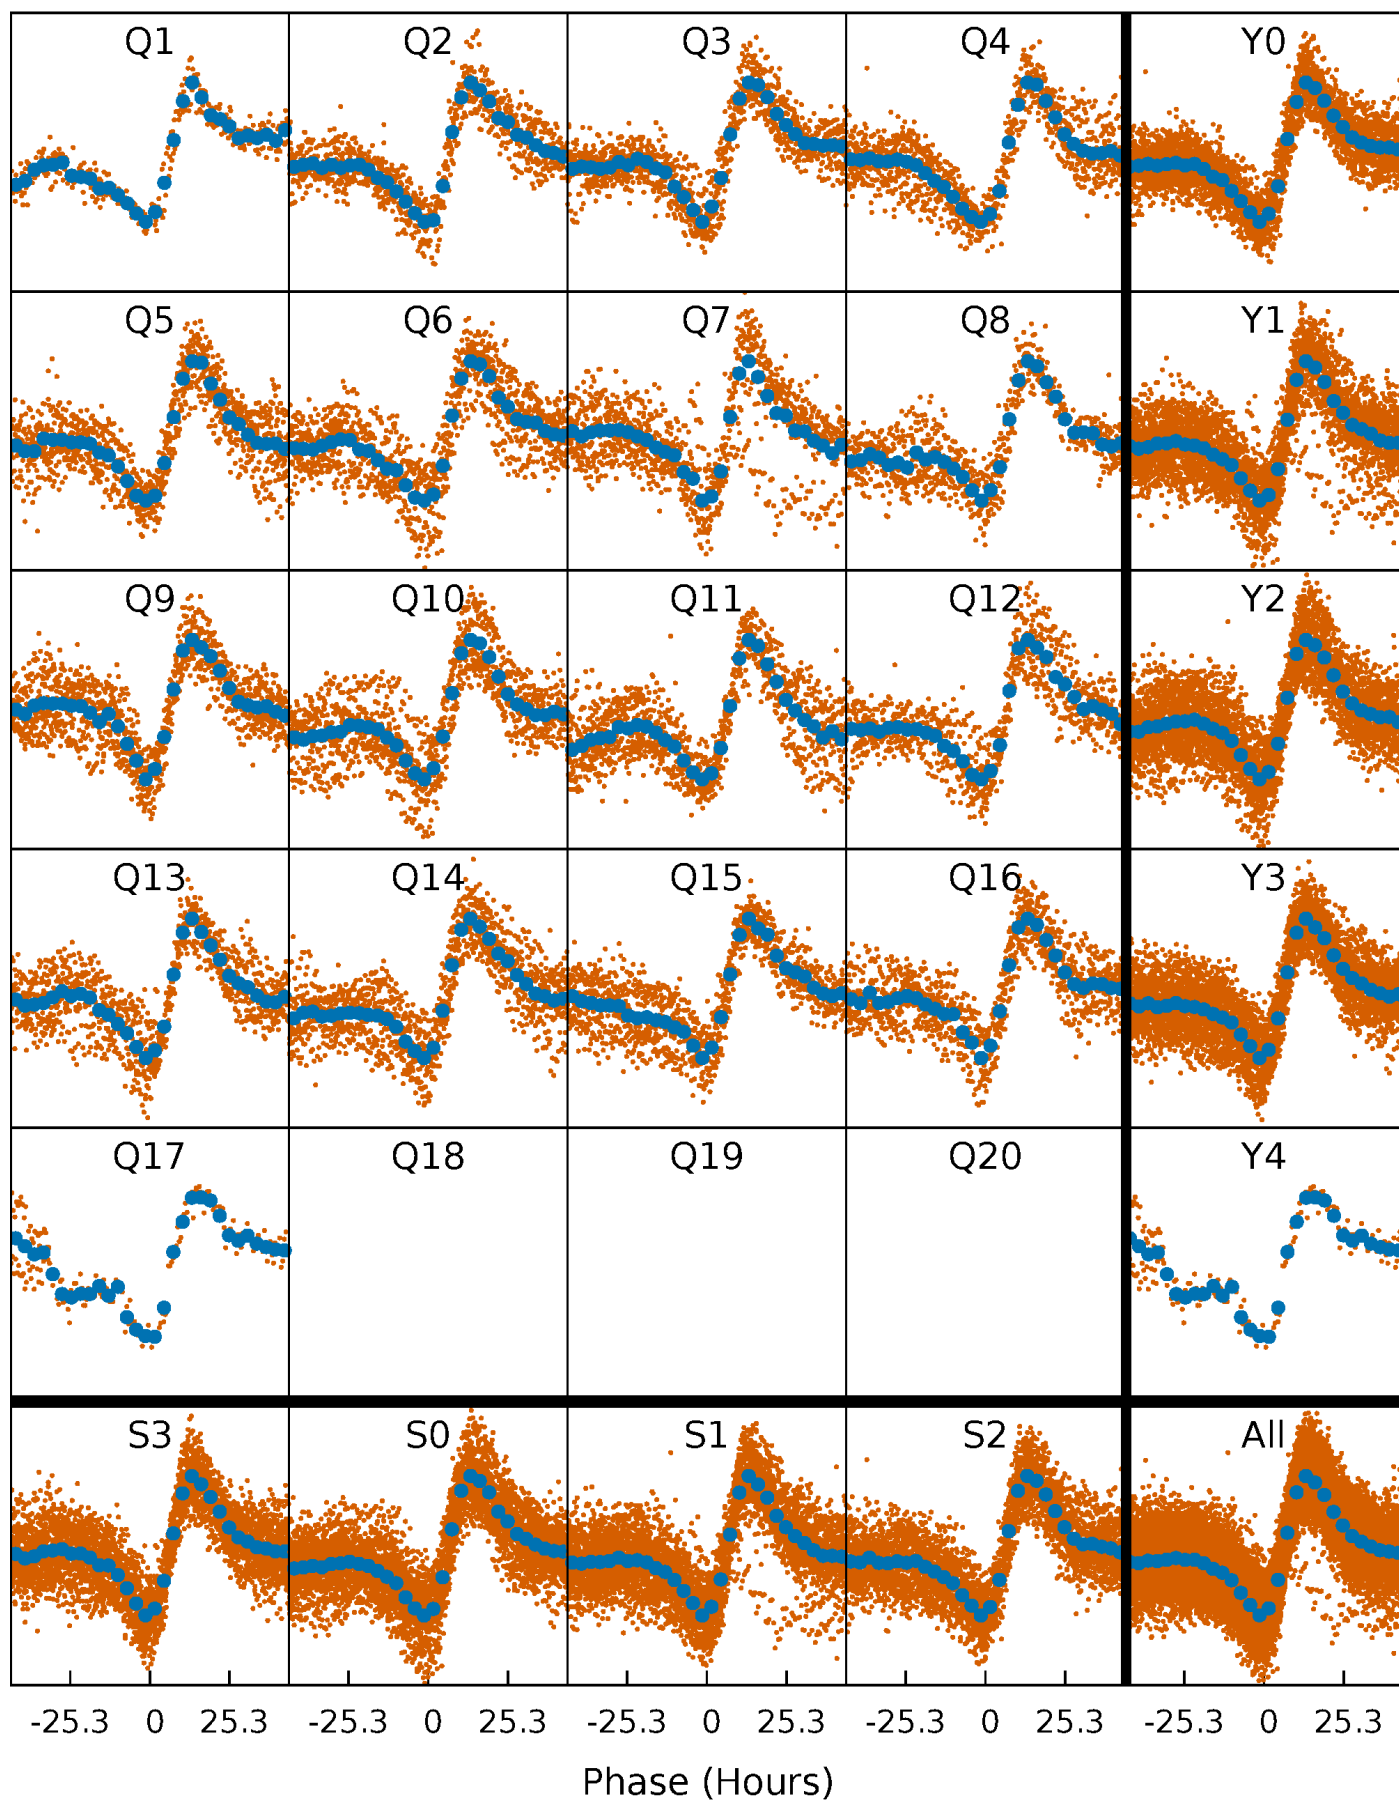 Q1 Q2 Q3 Q4 Y0
Q5 Q6 Q7 Q8 Y1
Q9 Q10 Q11 Q12 Y2
Q13 Q14 Q15 Q16 Y3
Q17 Q18 Q19 Q20 Y4
S3 S0 S1 S2 All
-25.3 0 25.3 -25.3 0 25.3 -25.3 0 25.3 -25.3 0 25.3 -25.3 0 25.3
Phase (Hours)